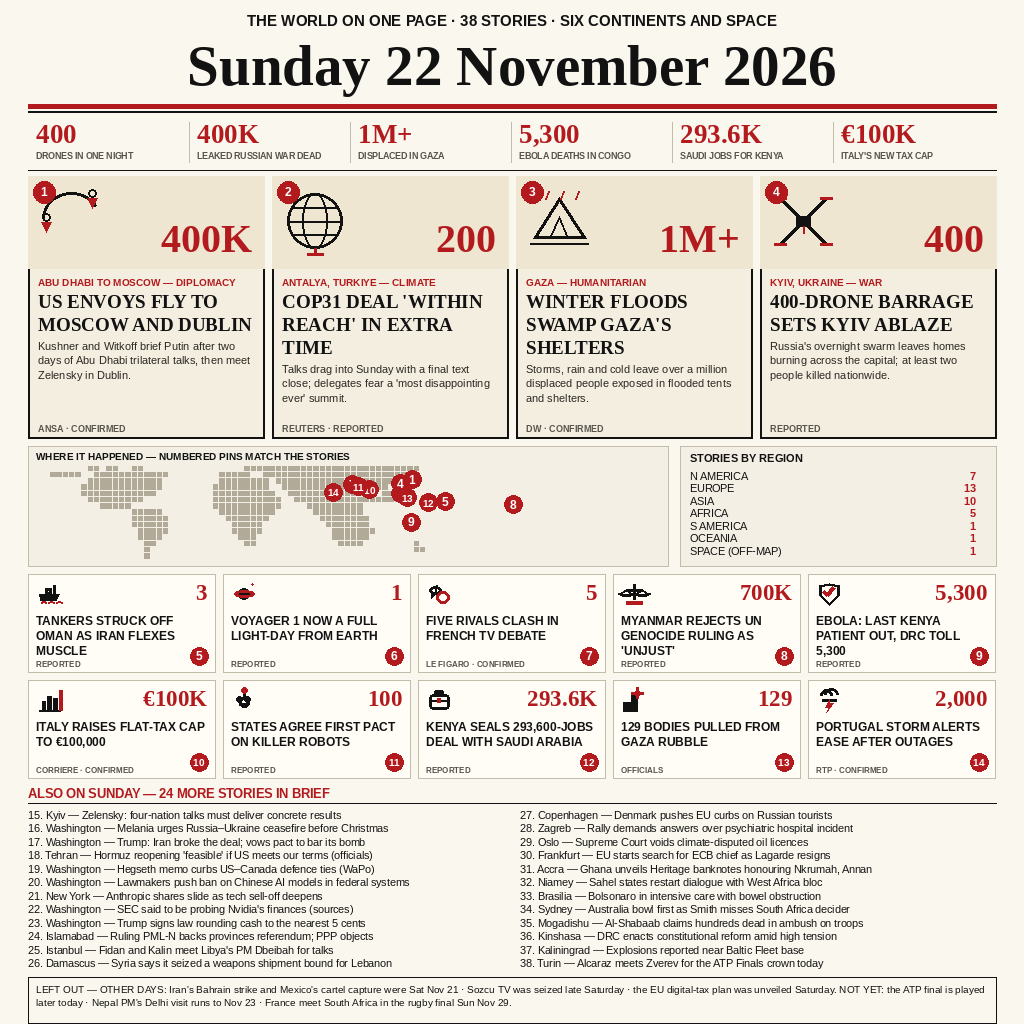 THE WORLD ON ONE PAGE · 38 STORIES · SIX CONTINENTS AND SPACE
Sunday 22 November 2026
400
DRONES IN ONE NIGHT
400K
LEAKED RUSSIAN WAR DEAD
1M+
DISPLACED IN GAZA
5,300
EBOLA DEATHS IN CONGO
293.6K
SAUDI JOBS FOR KENYA
€100K
ITALY'S NEW TAX CAP
1
400K
ABU DHABI TO MOSCOW — DIPLOMACY
US ENVOYS FLY TO
MOSCOW AND DUBLIN
Kushner and Witkoff brief Putin after two
days of Abu Dhabi trilateral talks, then meet
Zelensky in Dublin.
ANSA · CONFIRMED
2
200
ANTALYA, TURKIYE — CLIMATE
COP31 DEAL 'WITHIN
REACH' IN EXTRA
TIME
Talks drag into Sunday with a final text
close; delegates fear a 'most disappointing
ever' summit.
REUTERS · REPORTED
3
1M+
GAZA — HUMANITARIAN
WINTER FLOODS
SWAMP GAZA'S
SHELTERS
Storms, rain and cold leave over a million
displaced people exposed in flooded tents
and shelters.
DW · CONFIRMED
4
400
KYIV, UKRAINE — WAR
400-DRONE BARRAGE
SETS KYIV ABLAZE
Russia's overnight swarm leaves homes
burning across the capital; at least two
people killed nationwide.
REPORTED
WHERE IT HAPPENED — NUMBERED PINS MATCH THE STORIES
14
11
4
1
13
12
5
8
9
STORIES BY REGION
N AMERICA 7
EUROPE 13
ASIA 10
AFRICA 5
S AMERICA 1
OCEANIA 1
SPACE (OFF-MAP) 1
3
TANKERS STRUCK OFF
OMAN AS IRAN FLEXES
MUSCLE
REPORTED
5
1
VOYAGER 1 NOW A FULL
LIGHT-DAY FROM EARTH
REPORTED
6
5
FIVE RIVALS CLASH IN
FRENCH TV DEBATE
LE FIGARO · CONFIRMED
7
700K
MYANMAR REJECTS UN
GENOCIDE RULING AS
'UNJUST'
REPORTED
8
5,300
EBOLA: LAST KENYA
PATIENT OUT, DRC TOLL
5,300
REPORTED
9
€100K
ITALY RAISES FLAT-TAX CAP
TO €100,000
CORRIERE · CONFIRMED
10
100
STATES AGREE FIRST PACT
ON KILLER ROBOTS
REPORTED
11
293.6K
KENYA SEALS 293,600-JOBS
DEAL WITH SAUDI ARABIA
REPORTED
12
129
129 BODIES PULLED FROM
GAZA RUBBLE
OFFICIALS
13
2,000
PORTUGAL STORM ALERTS
EASE AFTER OUTAGES
RTP · CONFIRMED
14
ALSO ON SUNDAY — 24 MORE STORIES IN BRIEF
15. Kyiv — Zelensky: four-nation talks must deliver concrete results
16. Washington — Melania urges Russia–Ukraine ceasefire before Christmas
17. Washington — Trump: Iran broke the deal; vows pact to bar its bomb
18. Tehran — Hormuz reopening 'feasible' if US meets our terms (officials)
19. Washington — Hegseth memo curbs US–Canada defence ties (WaPo)
20. Washington — Lawmakers push ban on Chinese AI models in federal systems
21. New York — Anthropic shares slide as tech sell-off deepens
22. Washington — SEC said to be probing Nvidia's finances (sources)
23. Washington — Trump signs law rounding cash to the nearest 5 cents
24. Islamabad — Ruling PML-N backs provinces referendum; PPP objects
25. Istanbul — Fidan and Kalin meet Libya's PM Dbeibah for talks
26. Damascus — Syria says it seized a weapons shipment bound for Lebanon
27. Copenhagen — Denmark pushes EU curbs on Russian tourists
28. Zagreb — Rally demands answers over psychiatric hospital incident
29. Oslo — Supreme Court voids climate-disputed oil licences
30. Frankfurt — EU starts search for ECB chief as Lagarde resigns
31. Accra — Ghana unveils Heritage banknotes honouring Nkrumah, Annan
32. Niamey — Sahel states restart dialogue with West Africa bloc
33. Brasilia — Bolsonaro in intensive care with bowel obstruction
34. Sydney — Australia bowl first as Smith misses South Africa decider
35. Mogadishu — Al-Shabaab claims hundreds dead in ambush on troops
36. Kinshasa — DRC enacts constitutional reform amid high tension
37. Kaliningrad — Explosions reported near Baltic Fleet base
38. Turin — Alcaraz meets Zverev for the ATP Finals crown today
LEFT OUT — OTHER DAYS: Iran's Bahrain strike and Mexico's cartel capture were Sat Nov 21 · Sozcu TV was seized late Saturday · the EU digital-tax plan was unveiled Saturday. NOT YET: the ATP final is played
later today · Nepal PM's Delhi visit runs to Nov 23 · France meet South Africa in the rugby final Sun Nov 29.